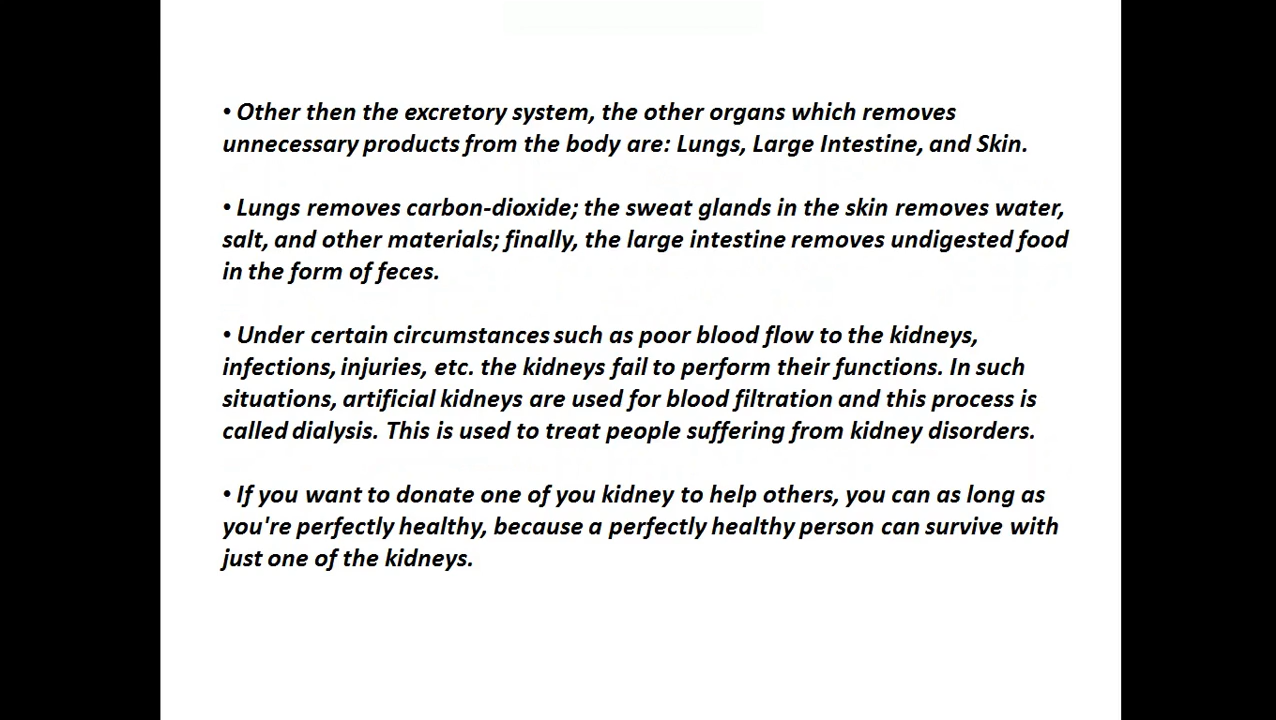 • Other then the excretory system, the other organs which removes
unnecessary products from the body are: Lungs, Large Intestine, and Skin.
• Lungs removes carbon-dioxide; the sweat glands in the skin removes water,
salt, and other materials; finally, the large intestine removes undigested food
in the form of feces.
• Under certain circumstances such as poor blood flow to the kidneys,
infections, injuries, etc. the kidneys fail to perform their functions. In such
situations, artificial kidneys are used for blood filtration and this process is
called dialysis. This is used to treat people suffering from kidney disorders.
• If you want to donate one of you kidney to help others, you can as long as
you're perfectly healthy, because a perfectly healthy person can survive with
just one of the kidneys.